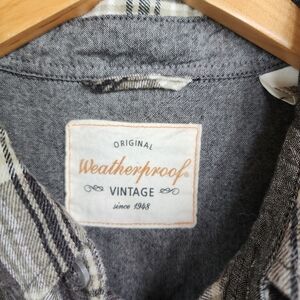 ORIGINAL
Weatherproof®
VINTAGE
since 1948